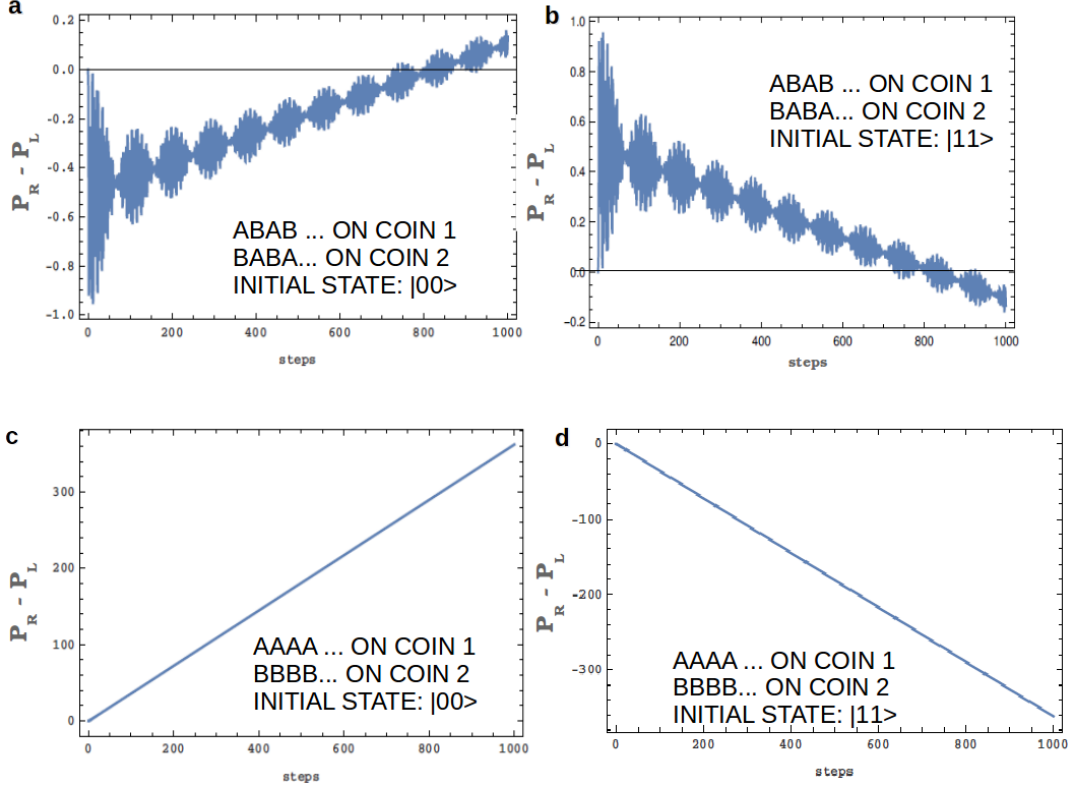 a
0.2
0.0
-0.2
-0.4
-0.6
-0.8
-1.0
P_R - P_L
ABAB ... ON COIN 1
BABA... ON COIN 2
INITIAL STATE: |00>
0 200 400 600 800 1000
steps
b
1.0
0.8
0.6
0.4
0.2
0.0
-0.2
P_R - P_L
ABAB ... ON COIN 1
BABA... ON COIN 2
INITIAL STATE: |11>
0 200 400 600 800 1000
steps
c
300
200
100
0
P_R - P_L
AAAA ... ON COIN 1
BBBB... ON COIN 2
INITIAL STATE: |00>
0 200 400 600 800 1000
steps
d
0
-100
-200
-300
P_R - P_L
AAAA ... ON COIN 1
BBBB... ON COIN 2
INITIAL STATE: |11>
0 200 400 600 800 1000
steps